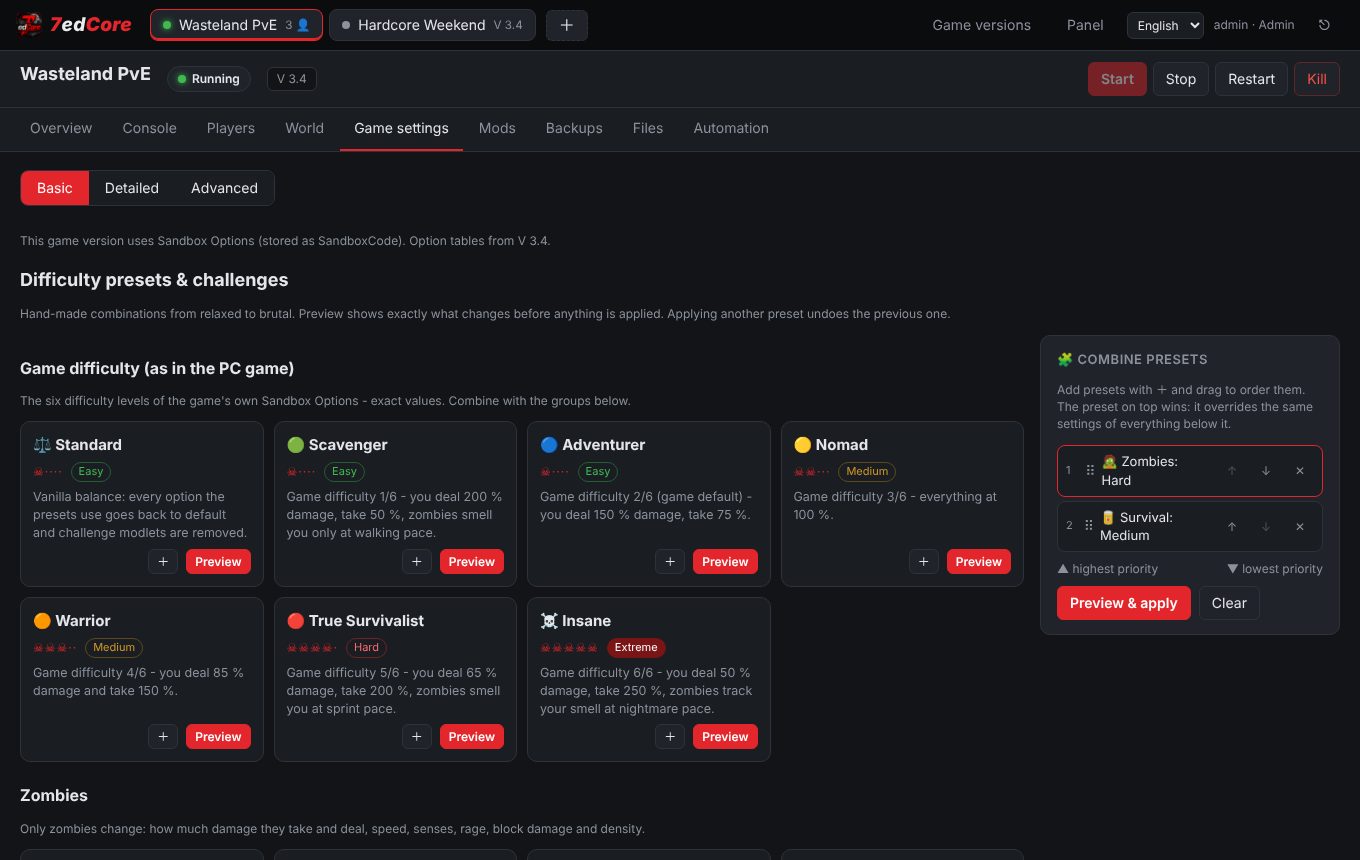 7edCore
Wasteland PvE 3
Hardcore Weekend V 3.4
+
Game versions
Panel
English
admin · Admin
Wasteland PvE
Running
V 3.4
Start
Stop
Restart
Kill
Overview
Console
Players
World
Game settings
Mods
Backups
Files
Automation
Basic
Detailed
Advanced
This game version uses Sandbox Options (stored as SandboxCode). Option tables from V 3.4.
Difficulty presets & challenges
Hand-made combinations from relaxed to brutal. Preview shows exactly what changes before anything is applied. Applying another preset undoes the previous one.
Game difficulty (as in the PC game)
The six difficulty levels of the game's own Sandbox Options - exact values. Combine with the groups below.
Standard
Easy
Vanilla balance: every option the
presets use goes back to default
and challenge modlets are removed.
+ Preview
Scavenger
Easy
Game difficulty 1/6 - you deal 200 %
damage, take 50 %, zombies smell
you only at walking pace.
+ Preview
Adventurer
Easy
Game difficulty 2/6 (game default) -
you deal 150 % damage, take 75 %.
+ Preview
Nomad
Medium
Game difficulty 3/6 - everything at
100 %.
+ Preview
Warrior
Medium
Game difficulty 4/6 - you deal 85 %
damage and take 150 %.
+ Preview
True Survivalist
Hard
Game difficulty 5/6 - you deal 65 %
damage, take 200 %, zombies smell
you at sprint pace.
+ Preview
Insane
Extreme
Game difficulty 6/6 - you deal 50 %
damage, take 250 %, zombies track
your smell at nightmare pace.
+ Preview
Zombies
Only zombies change: how much damage they take and deal, speed, senses, rage, block damage and density.
COMBINE PRESETS
Add presets with + and drag to order them.
The preset on top wins: it overrides the same
settings of everything below it.
1 Zombies:
Hard
↑ ↓ ×
2 Survival:
Medium
↑ ↓ ×
▲ highest priority
▼ lowest priority
Preview & apply
Clear